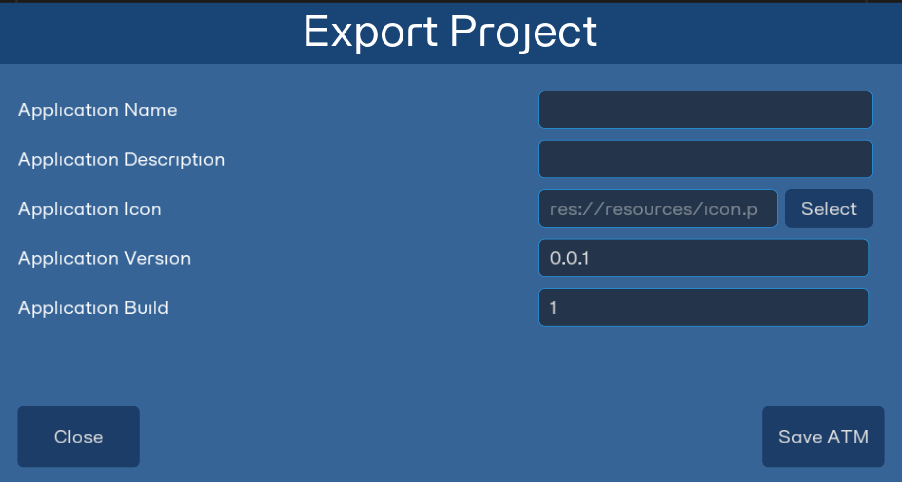 Export Project
Application Name
Application Description
Application Icon res://resources/icon.p Select
Application Version 0.0.1
Application Build 1
Close Save ATM